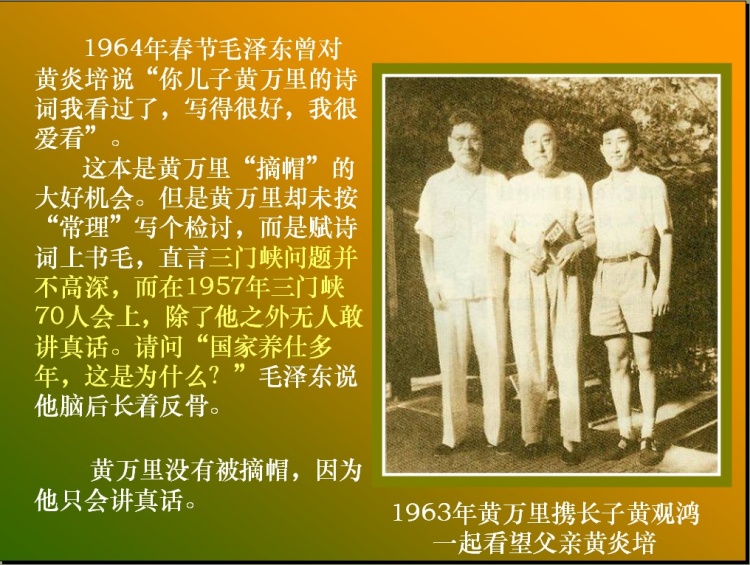 1964年春节毛泽东曾对
黄炎培说“你儿子黄万里的诗
词我看过了，写得很好，我很
爱看”。
这本是黄万里“摘帽”的
大好机会。但是黄万里却未按
“常理”写个检讨，而是赋诗
词上书毛，直言三门峡问题并
不高深，而在1957年三门峡
70人会上，除了他之外无人敢
讲真话。请问“国家养仕多
年，这是为什么？”毛泽东说
他脑后长着反骨。
黄万里没有被摘帽，因为
他只会讲真话。
1963年黄万里携长子黄观鸿
一起看望父亲黄炎培